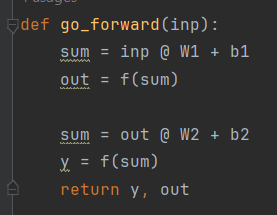 def go_forward(inp):
    sum = inp @ W1 + b1
    out = f(sum)

    sum = out @ W2 + b2
    y = f(sum)
    return y, out